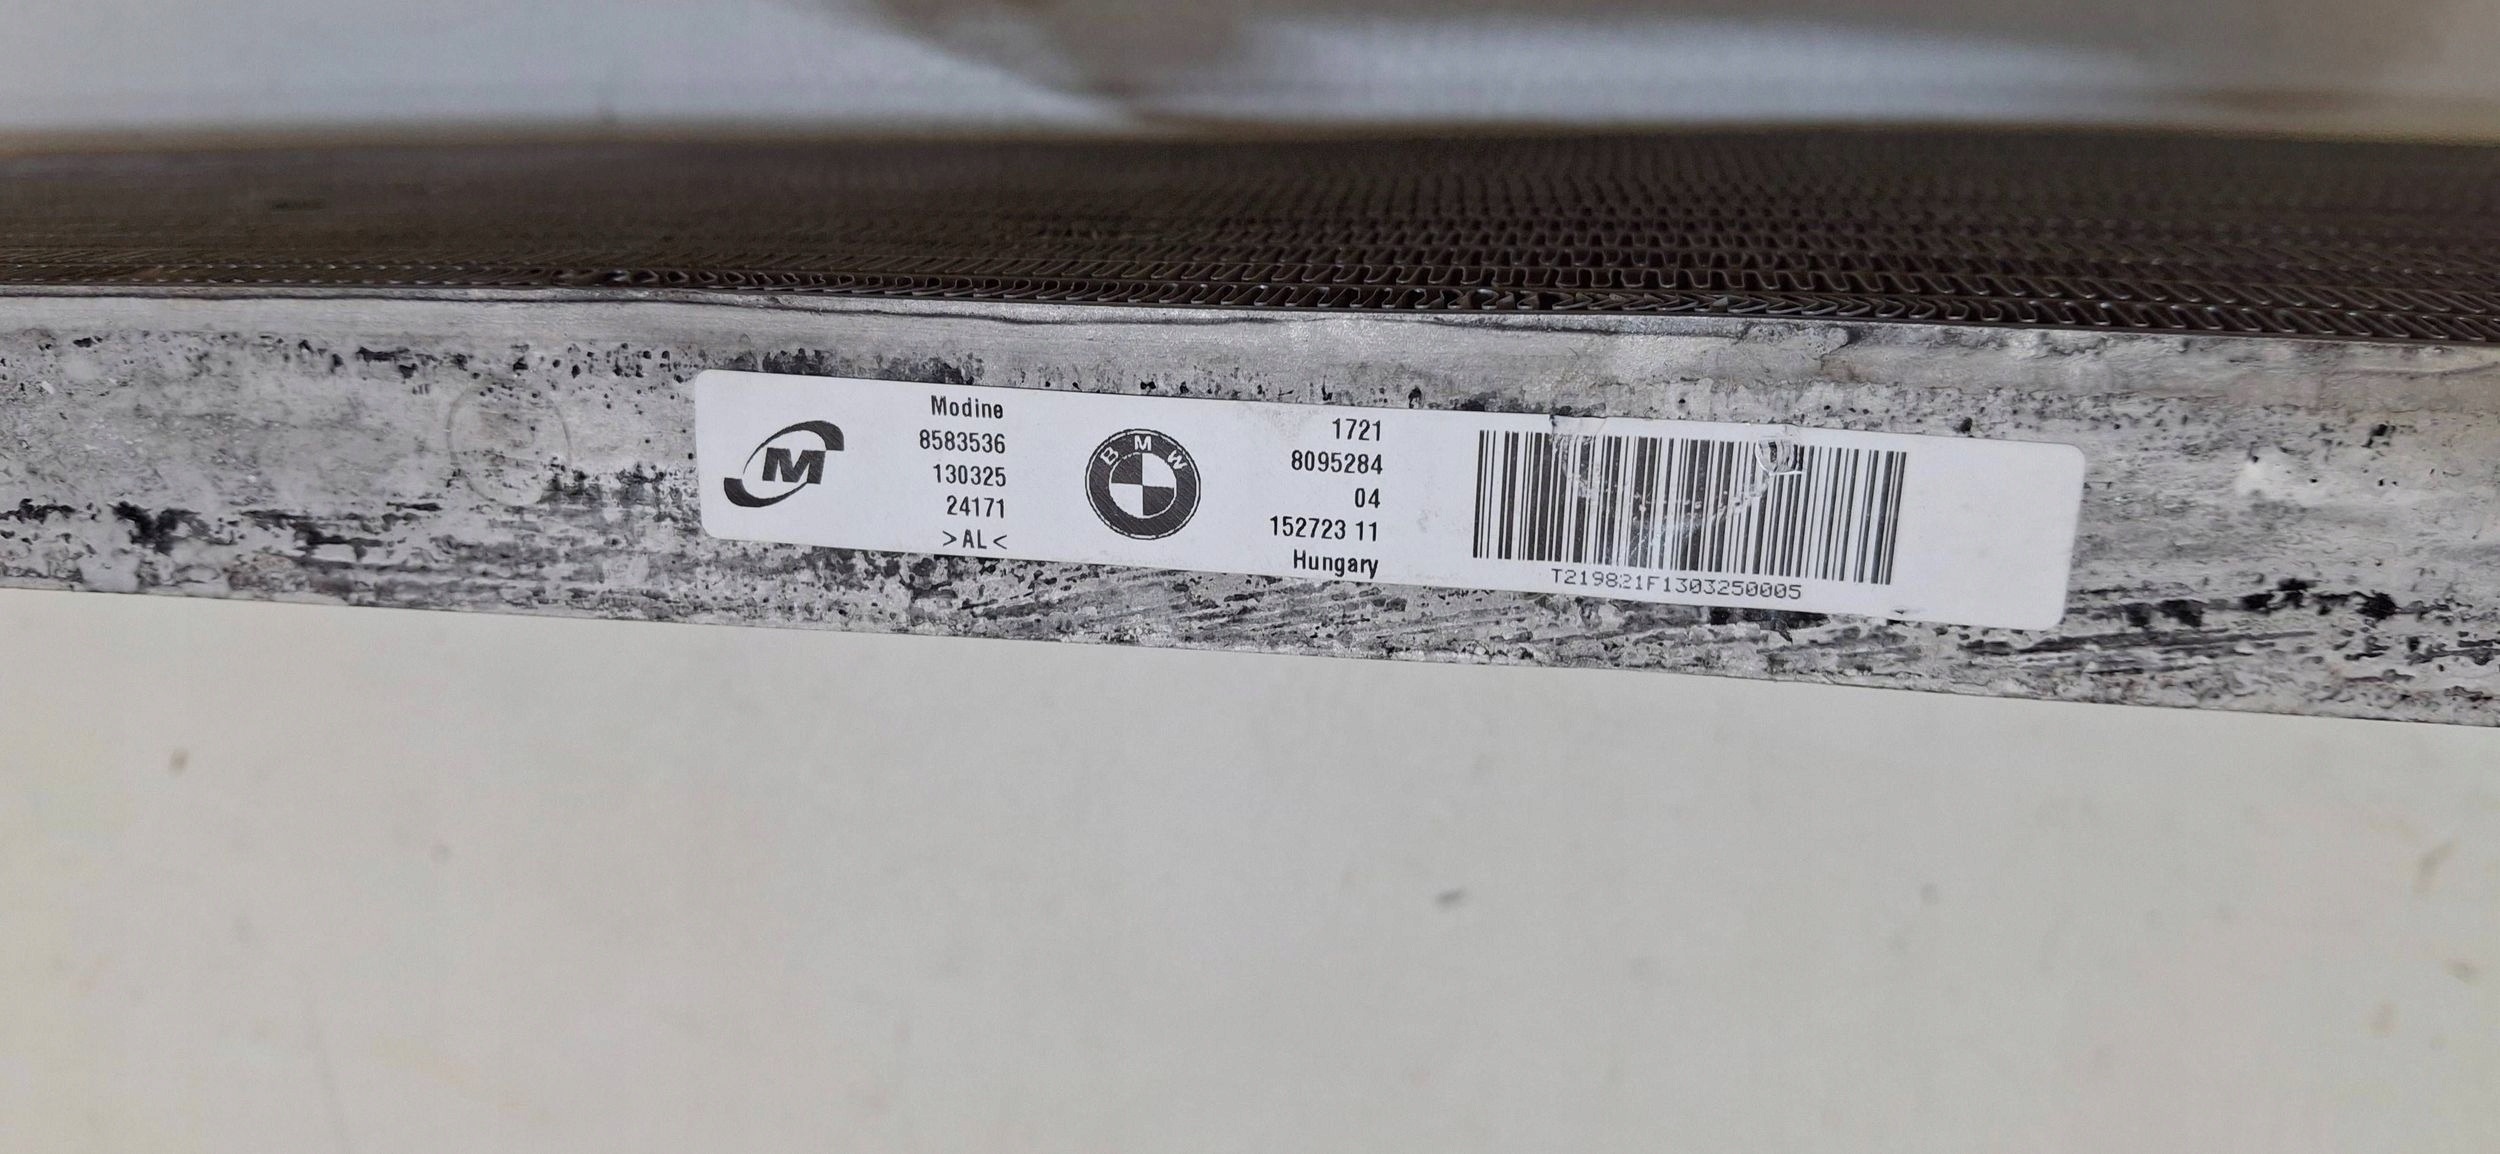 M
Modine
8583536
130325
24171
>AL<
BMW
1721
8095284
04
152723 11
Hungary
T219821F1303250005